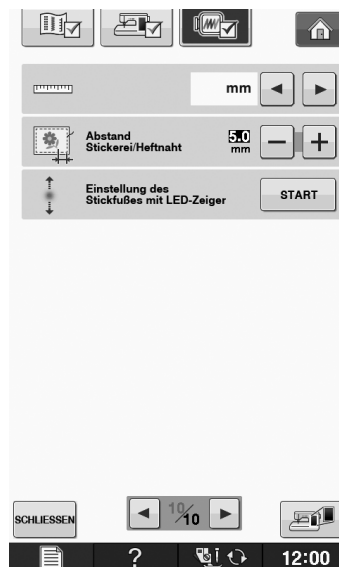 mm
Abstand
Stickerei/Heftnaht
5.0
mm
Einstellung des
Stickfußes mit LED-Zeiger
START
SCHLIESSEN
10/10
?
12:00